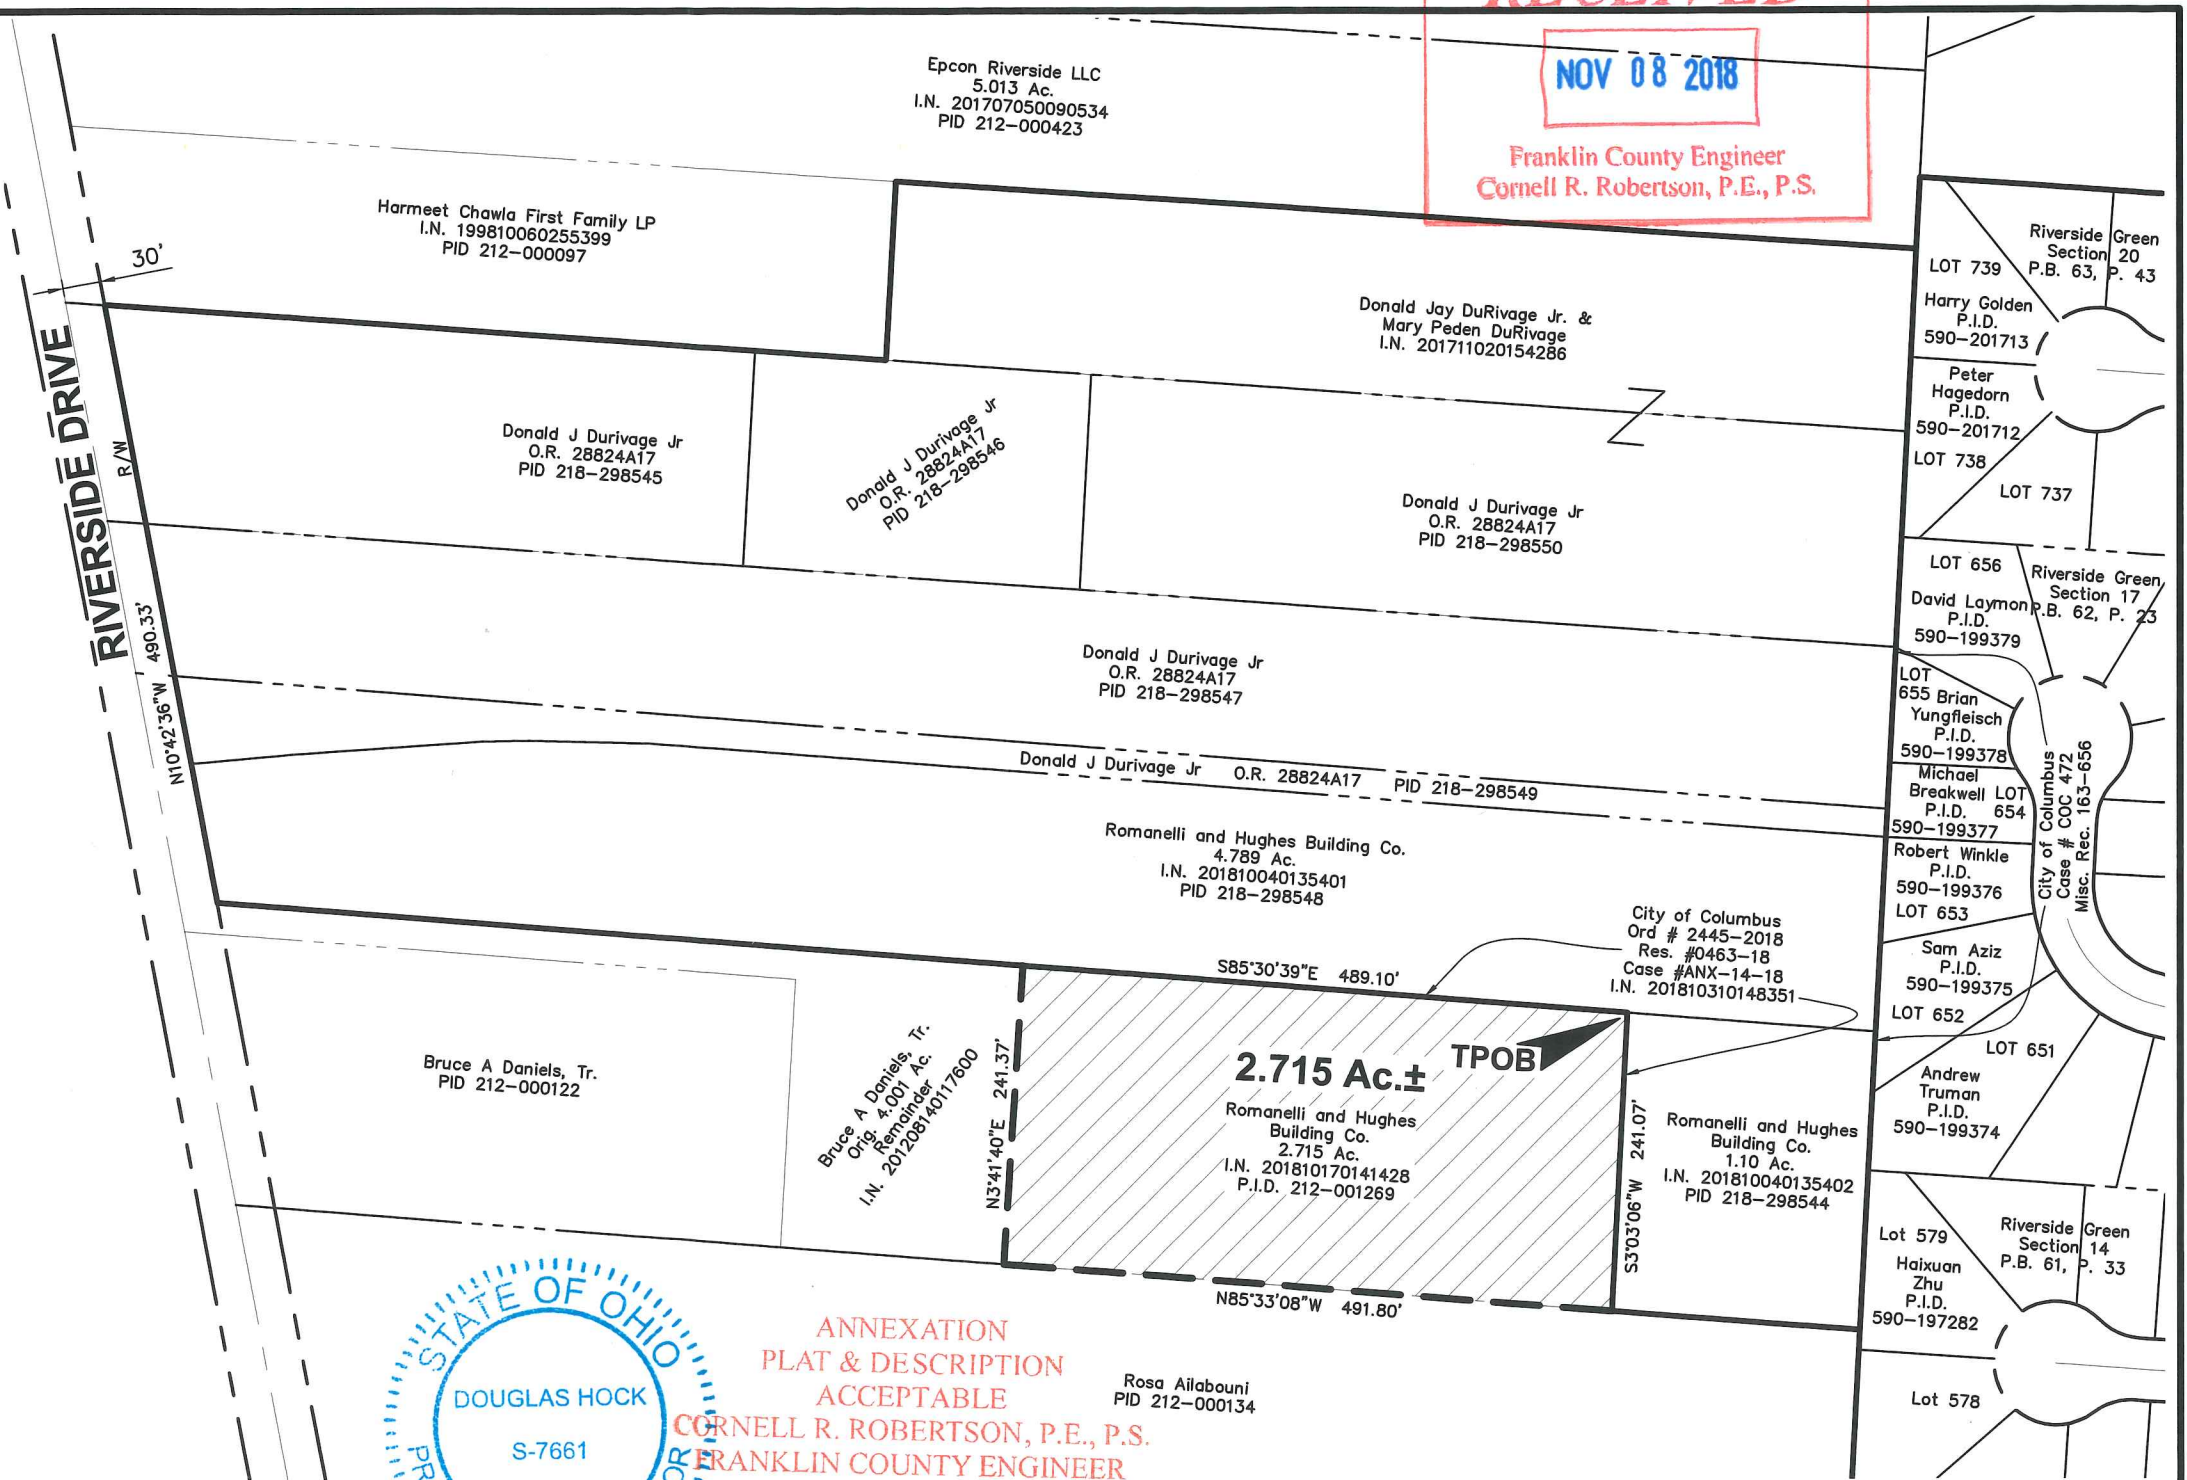 NOV 08 2018
Franklin County Engineer
Cornell R. Robertson, P.E., P.S.
Epcon Riverside LLC
5.013 Ac.
I.N. 201707050090534
PID 212-000423
Harmeet Chawla First Family LP
I.N. 199810060255399
PID 212-000097
30'
RIVERSIDE DRIVE
R/W
N10°42'36"W 490.33'
Donald Jay DuRivage Jr. &
Mary Peden DuRivage
I.N. 201711020154286
Donald J Durivage Jr
O.R. 28824A17
PID 218-298545
Donald J Durivage Jr
O.R. 28824A17
PID 218-298546
Donald J Durivage Jr
O.R. 28824A17
PID 218-298550
Donald J Durivage Jr
O.R. 28824A17
PID 218-298547
Donald J Durivage Jr O.R. 28824A17 PID 218-298549
Romanelli and Hughes Building Co.
4.789 Ac.
I.N. 201810040135401
PID 218-298548
City of Columbus
Ord # 2445-2018
Res. #0463-18
Case #ANX-14-18
I.N. 201810310148351
S85°30'39"E 489.10'
Bruce A Daniels, Tr.
PID 212-000122
Bruce A Daniels, Tr.
Orig. 4.001 Ac.
Remainder
I.N. 201208140117600
N3°41'40"E 241.37'
2.715 Ac.±
TPOB
Romanelli and Hughes
Building Co.
2.715 Ac.
I.N. 201810170141428
P.I.D. 212-001269
S3°03'06"W 241.07'
Romanelli and Hughes
Building Co.
1.10 Ac.
I.N. 201810040135402
PID 218-298544
N85°33'08"W 491.80'
Rosa Ailabouni
PID 212-000134
Riverside Green
Section 20
P.B. 63, P. 43
LOT 739
Harry Golden
P.I.D.
590-201713
Peter
Hagedorn
P.I.D.
590-201712
LOT 738
LOT 737
LOT 656
Riverside Green
Section 17
P.B. 62, P. 23
David Laymon
P.I.D.
590-199379
LOT
655 Brian
Yungfleisch
P.I.D.
590-199378
Michael
Breakwell LOT
P.I.D. 654
590-199377
City of Columbus
Case # COC 472
Misc. Rec. 163-656
Robert Winkle
P.I.D.
590-199376
LOT 653
Sam Aziz
P.I.D.
590-199375
LOT 652
LOT 651
Andrew
Truman
P.I.D.
590-199374
Lot 579
Riverside Green
Section 14
P.B. 61, P. 33
Haixuan
Zhu
P.I.D.
590-197282
Lot 578
STATE OF OHIO
DOUGLAS HOCK
S-7661
ANNEXATION
PLAT & DESCRIPTION
ACCEPTABLE
CORNELL R. ROBERTSON, P.E., P.S.
FRANKLIN COUNTY ENGINEER